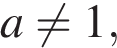 a ≠ 1,